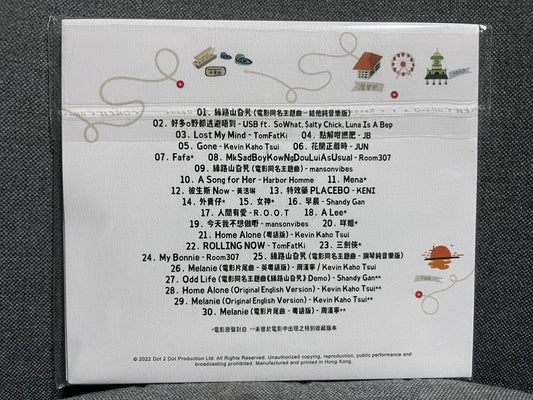 01. 緣路山旮旯 (電影同名主題曲 - 結他純音樂版)
02. 好多o野都逃避唔到 - USB ft. SoWhat, Salty Chick, Luna Is A Bep
03. Lost My Mind - TomFatKi 04. 點解咁撚肥 - JB
05. Gone - Kevin Kaho Tsui 06. 花開正戲時 - JUN
07. Fafa* 08. MkSadBoyKowNgDouLuiAsUsual - Room307
09. 緣路山旮旯 (電影同名主題曲) - mansonvibes
10. A Song for Her - Harbor Homme 11. Mena*
12. 彼生斯 Now - 黃浩琳 13. 特效藥 PLACEBO - KENI
14. 外賣仔* 15. 女神* 16. 早晨 - Shandy Gan
17. 人間有愛 - R.O.O.T 18. A Lee*
19. 今天我不想做嘢 - mansonvibes 20. 咩姐*
21. Home Alone (粵語版) - Kevin Kaho Tsui
22. ROLLING NOW - TomFatKi 23. 三劍俠*
24. My Bonnie - Room307 25. 緣路山旮旯 (電影同名主題曲 - 鋼琴純音樂版)
26. Melanie (電影片尾曲 - 英粵語版) - 周漢寧 / Kevin Kaho Tsui
27. Odd Life (電影同名主題曲《緣路山旮旯》Demo) - Shandy Gan**
28. Home Alone (Original English Version) - Kevin Kaho Tsui**
29. Melanie (Original English Version) - Kevin Kaho Tsui**
30. Melanie (電影片尾曲 - 粵語版) - 周漢寧**
*電影原聲對白 **未曾於電影中出現之特別收藏版本
© 2022 Dot 2 Dot Production Ltd. All Rights Reserved. Unauthorized copying, reproduction, public performance and
broadcasting prohibited. Manufactured and printed in Hong Kong.